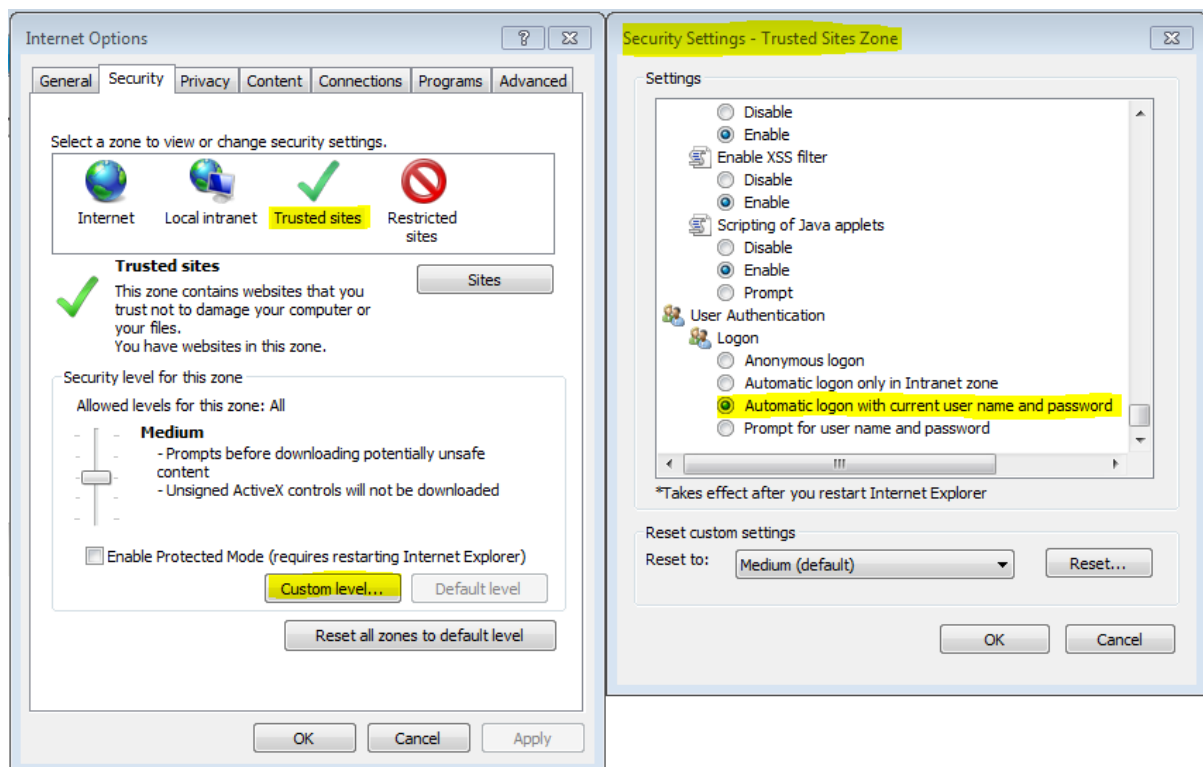 Internet Options
General Security Privacy Content Connections Programs Advanced
Select a zone to view or change security settings.
Internet Local intranet Trusted sites Restricted
sites
Trusted sites
Sites
This zone contains websites that you
trust not to damage your computer or
your files.
You have websites in this zone.
Security level for this zone
Allowed levels for this zone: All
Medium
- Prompts before downloading potentially unsafe
content
- Unsigned ActiveX controls will not be downloaded
Enable Protected Mode (requires restarting Internet Explorer)
Custom level... Default level
Reset all zones to default level
OK Cancel Apply
Security Settings - Trusted Sites Zone
Settings
Disable
Enable
Enable XSS filter
Disable
Enable
Scripting of Java applets
Disable
Enable
Prompt
User Authentication
Logon
Anonymous logon
Automatic logon only in Intranet zone
Automatic logon with current user name and password
Prompt for user name and password
*Takes effect after you restart Internet Explorer
Reset custom settings
Reset to: Medium (default) Reset...
OK Cancel